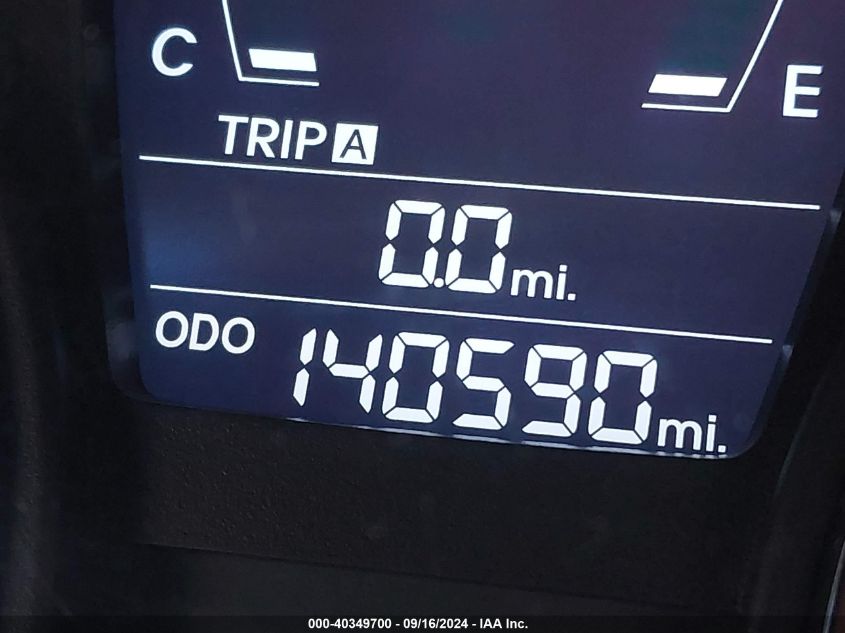 C E
TRIP A
0.0 mi.
ODO 140590 mi.
000-40349700 - 09/16/2024 - IAA Inc.